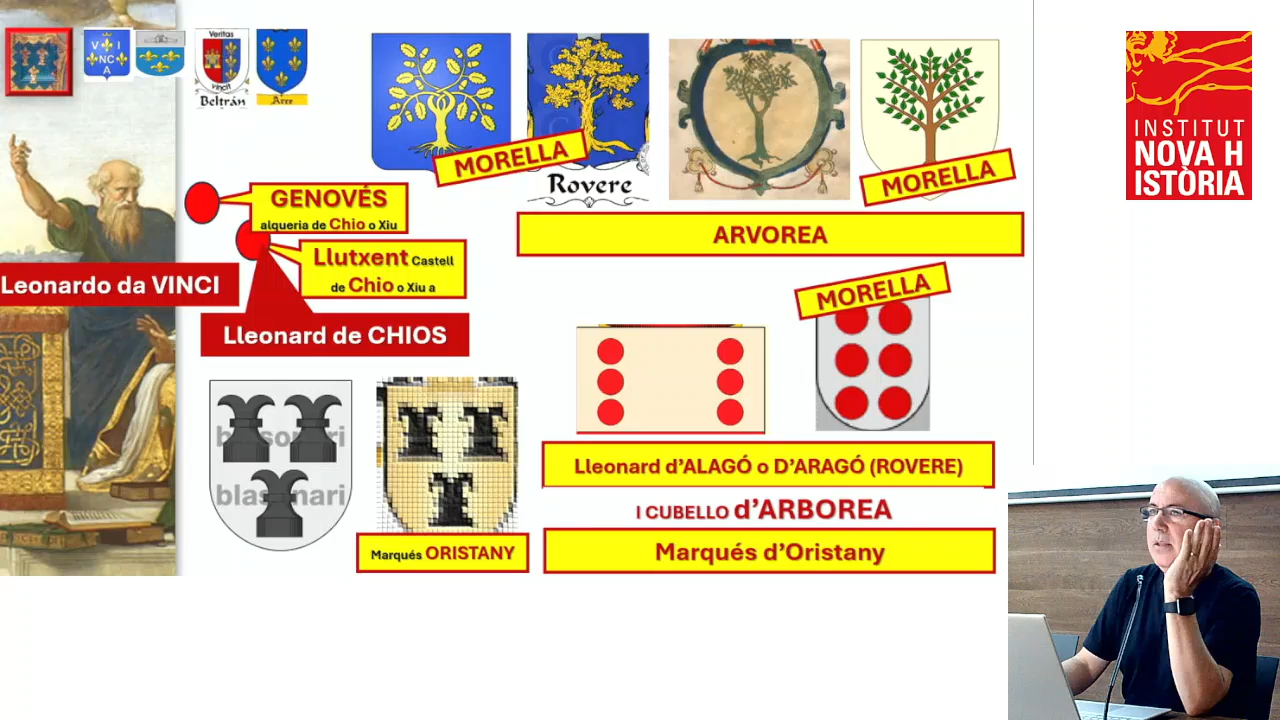 V I
NC
A
Veritas
vincit
Beltrán
Arce
MORELLA
Rovere
MORELLA
INSTITUT
NOVA H
ISTÒRIA
GENOVÉS
alqueria de Chio o Xiu
ARVOREA
Llutxent Castell
de Chio o Xiu a
Leonardo da VINCI
Lleonard de CHIOS
MORELLA
blasonari
blasonari
Lleonard d'ALAGÓ o D'ARAGÓ (ROVERE)
I CUBELLO d'ARBOREA
Marqués ORISTANY
Marqués d'Oristany